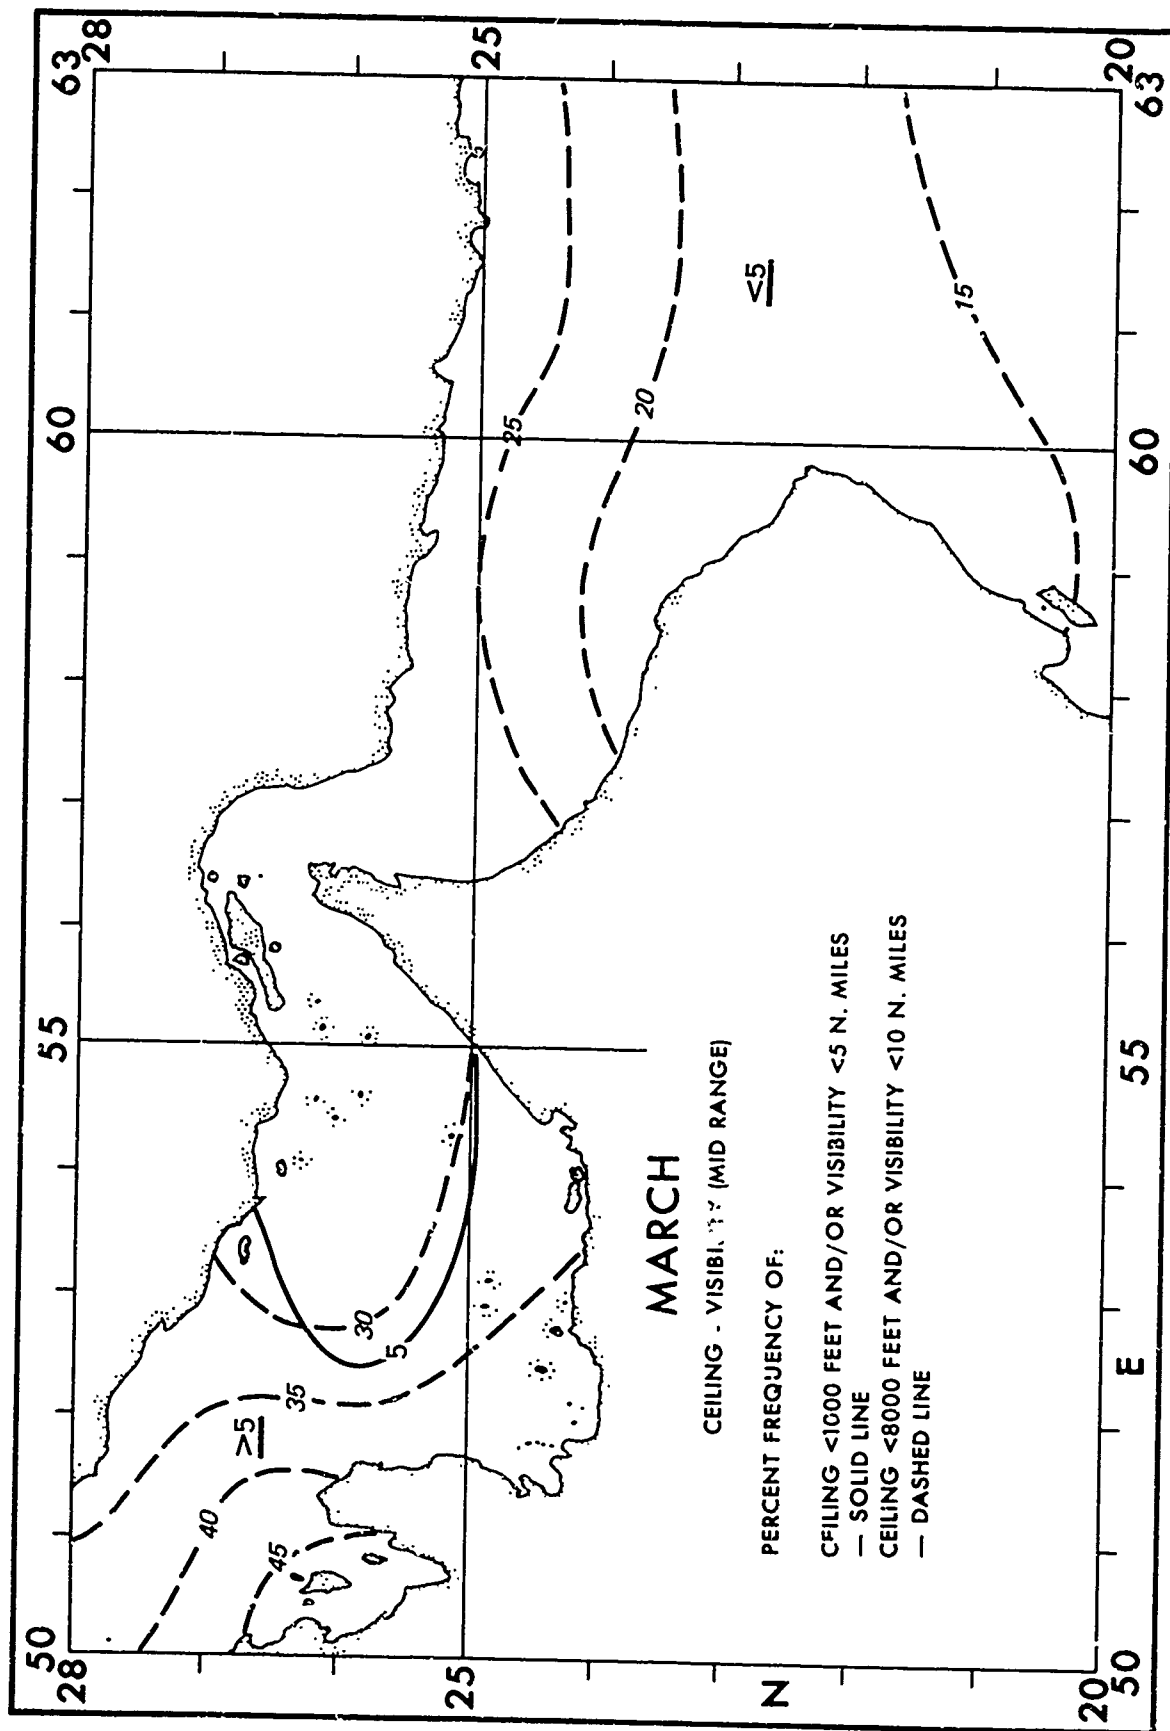 50 55 60 63
28 28
40
45
>5
35
30
5
25 25
25
20
<5
15
MARCH
CEILING - (MID RANGE)
PERCENT FREQUENCY OF:
CEILING <1000 FEET AND/OR VISIBILITY <5 N. MILES
— SOLID LINE
CEILING <8000 FEET AND/OR VISIBILITY <10 N. MILES
— DASHED LINE
N
20 20
50 E 55 60 63